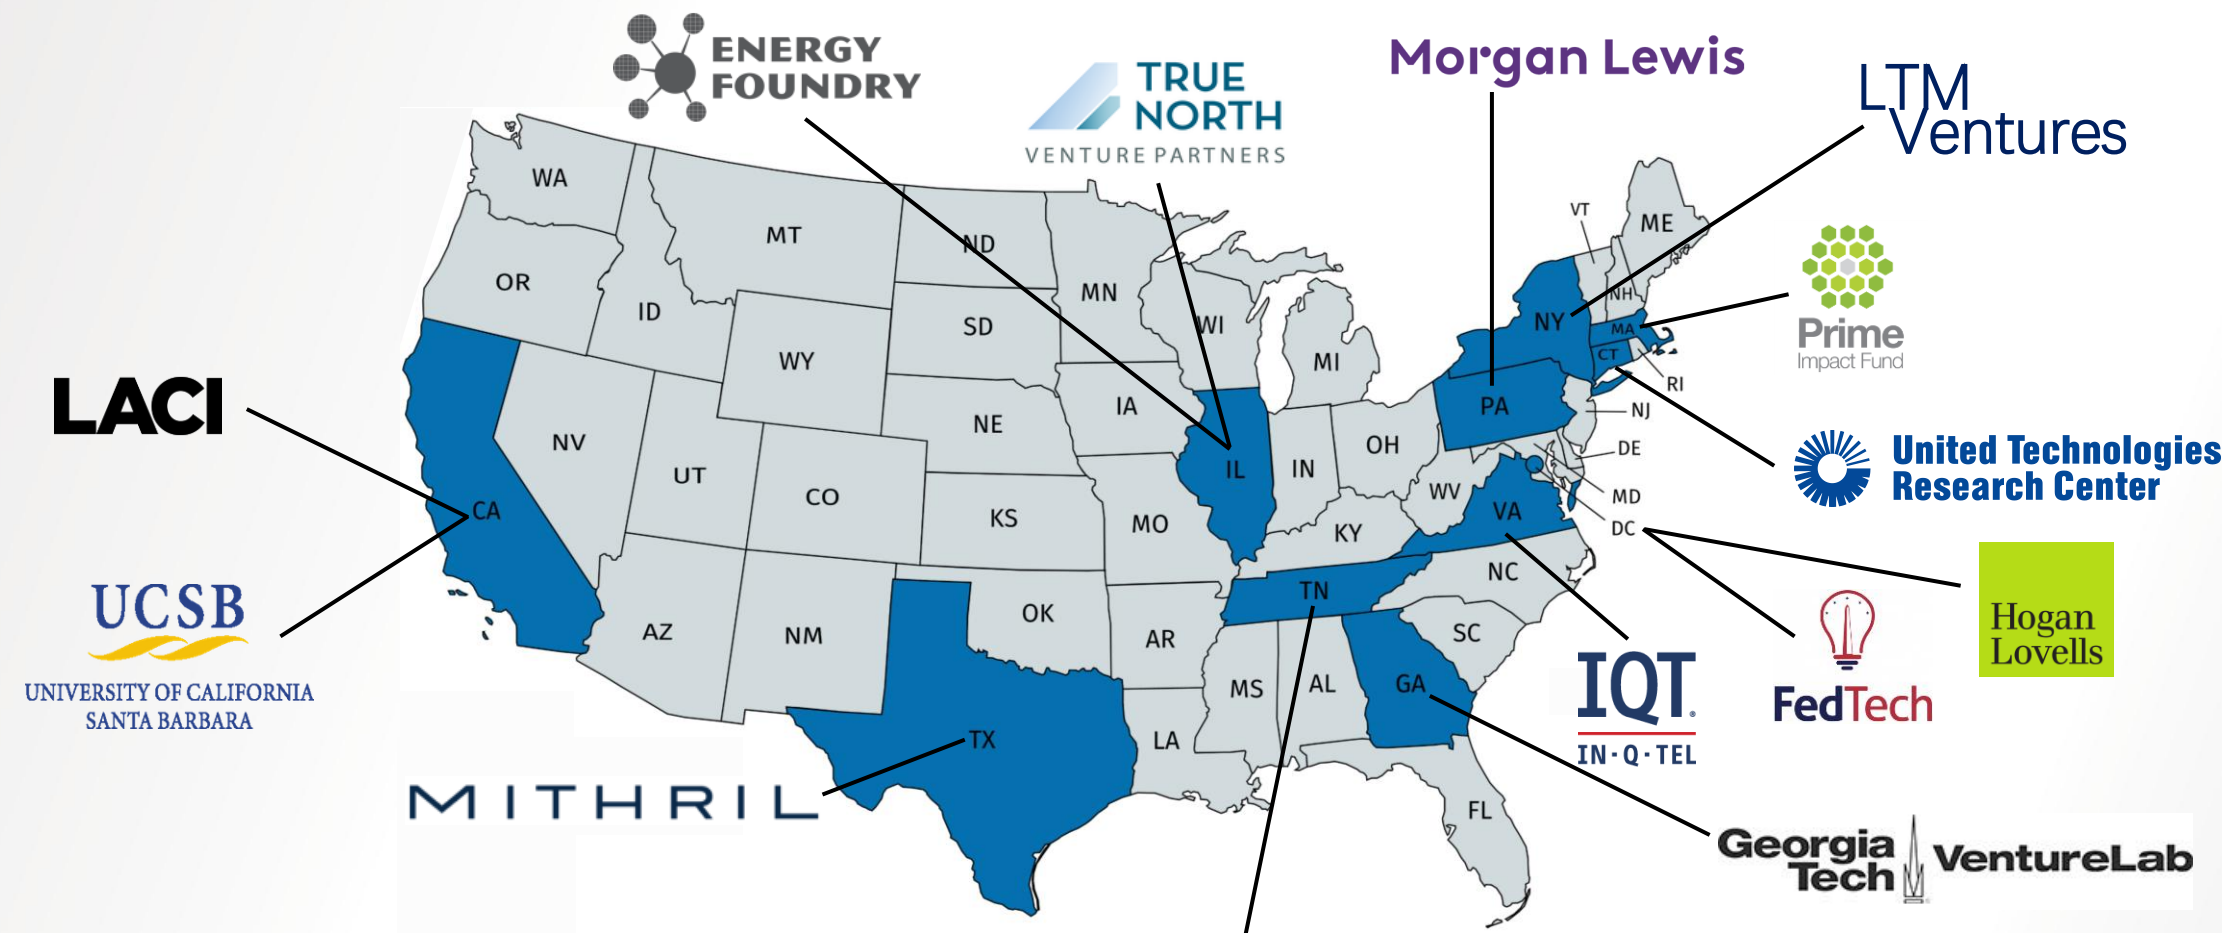 ENERGY
FOUNDRY
TRUE
NORTH
VENTURE PARTNERS
Morgan Lewis
LTM
Ventures
WA
MT
ND
MN
VT
ME
OR
ID
SD
WI
NH
Prime
Impact Fund
NY
MA
WY
MI
CT
RI
LACI
NE
IA
PA
NJ
NV
UT
CO
IL
IN
OH
DE
United Technologies
Research Center
CA
KS
MO
KY
WV
VA
MD
DC
UCSB
UNIVERSITY OF CALIFORNIA
SANTA BARBARA
AZ
NM
OK
AR
TN
NC
SC
Hogan
Lovells
MS
AL
GA
IQT
IN-Q-TEL
FedTech
TX
LA
MITHRIL
FL
Georgia
Tech
VentureLab